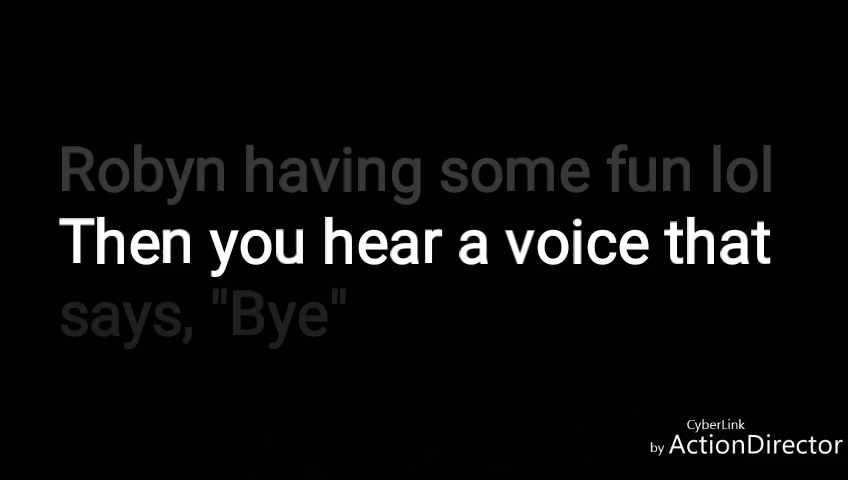 Robyn having some fun lol
Then you hear a voice that
says, "Bye"
CyberLink
by ActionDirector